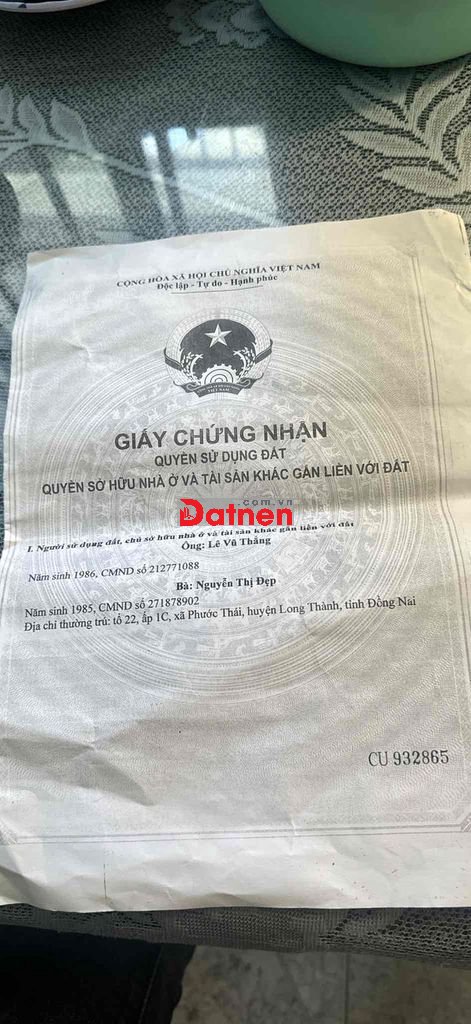 CỘNG HÒA XÃ HỘI CHỦ NGHĨA VIỆT NAM
Độc lập - Tự do - Hạnh phúc
VIỆT NAM
GIẤY CHỨNG NHẬN
QUYỀN SỬ DỤNG ĐẤT
QUYỀN SỞ HỮU NHÀ Ở VÀ TÀI SẢN KHÁC GẮN LIỀN VỚI ĐẤT
.com.vn
Datnen
I. Người sử dụng đất, chủ sở hữu nhà ở và tài sản khác gắn liền với đất
Ông: Lê Vũ Thắng
Năm sinh 1986, CMND số 212771088
Bà: Nguyễn Thị Đẹp
Năm sinh 1985, CMND số 271878902
Địa chỉ thường trú: tổ 22, ấp 1C, xã Phước Thái, huyện Long Thành, tỉnh Đồng Nai
CU 932865